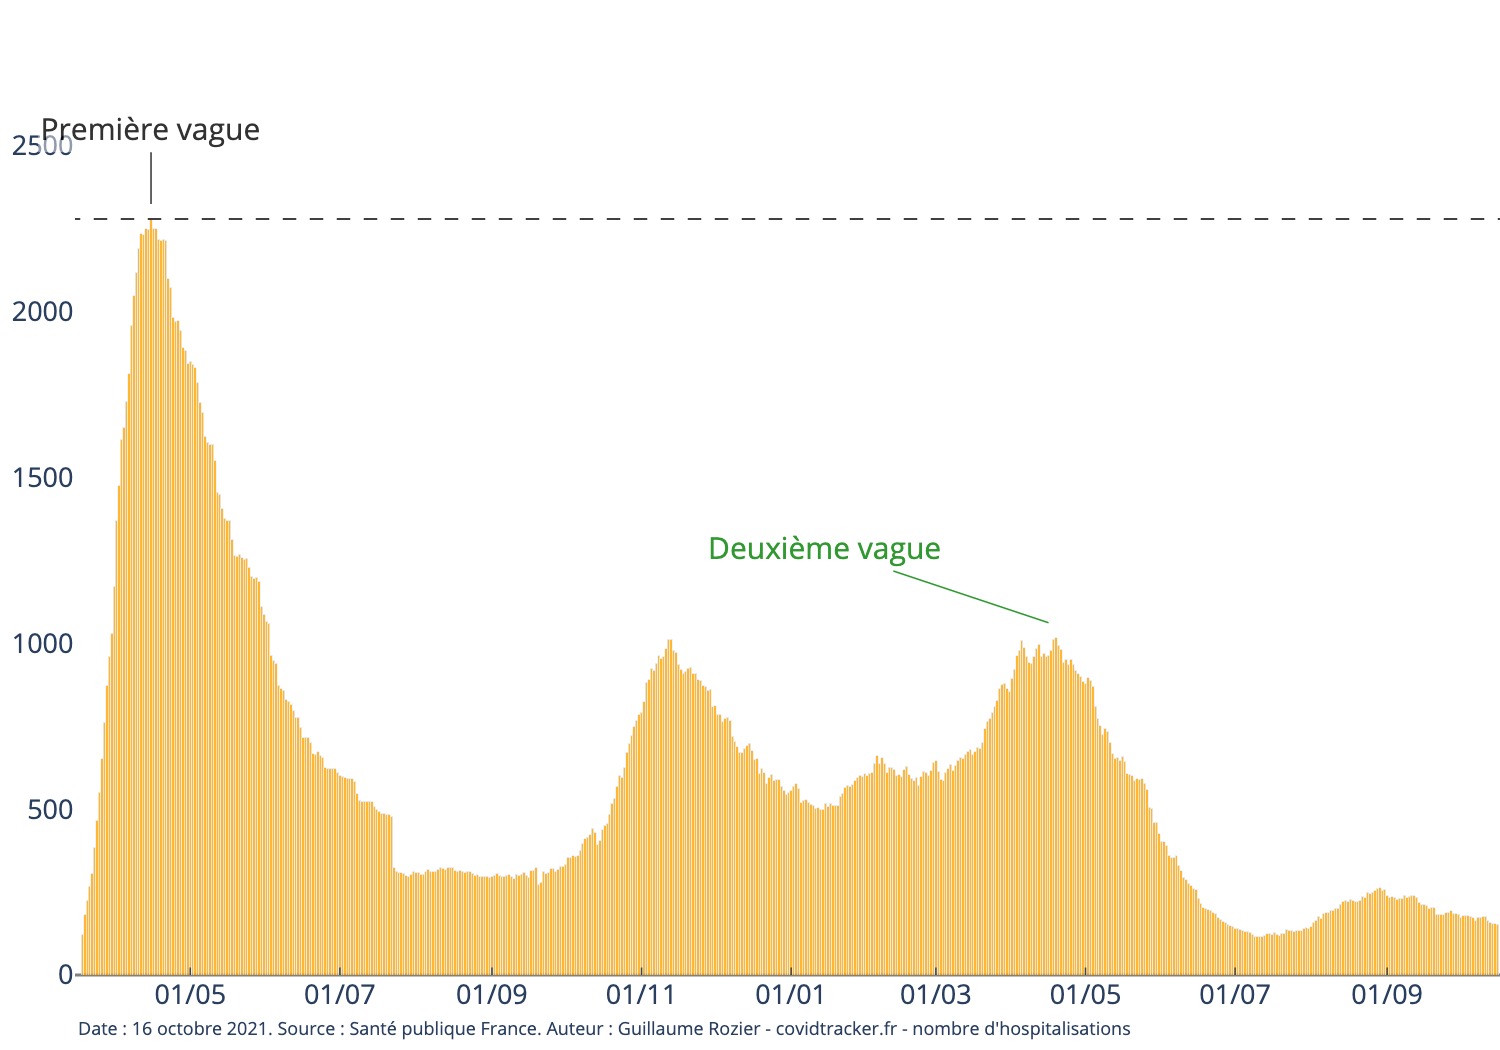 Première vague
2500
2000
1500
Deuxième vague
1000
500
0
01/05 01/07 01/09 01/11 01/01 01/03 01/05 01/07 01/09
Date : 16 octobre 2021. Source : Santé publique France. Auteur : Guillaume Rozier - covidtracker.fr - nombre d'hospitalisations